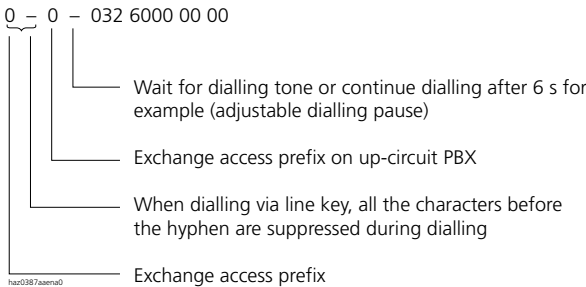 0 – 0 – 032 6000 00 00
Wait for dialling tone or continue dialling after 6 s for
example (adjustable dialling pause)
Exchange access prefix on up-circuit PBX
When dialling via line key, all the characters before
the hyphen are suppressed during dialling
Exchange access prefix
haz0387aaena0